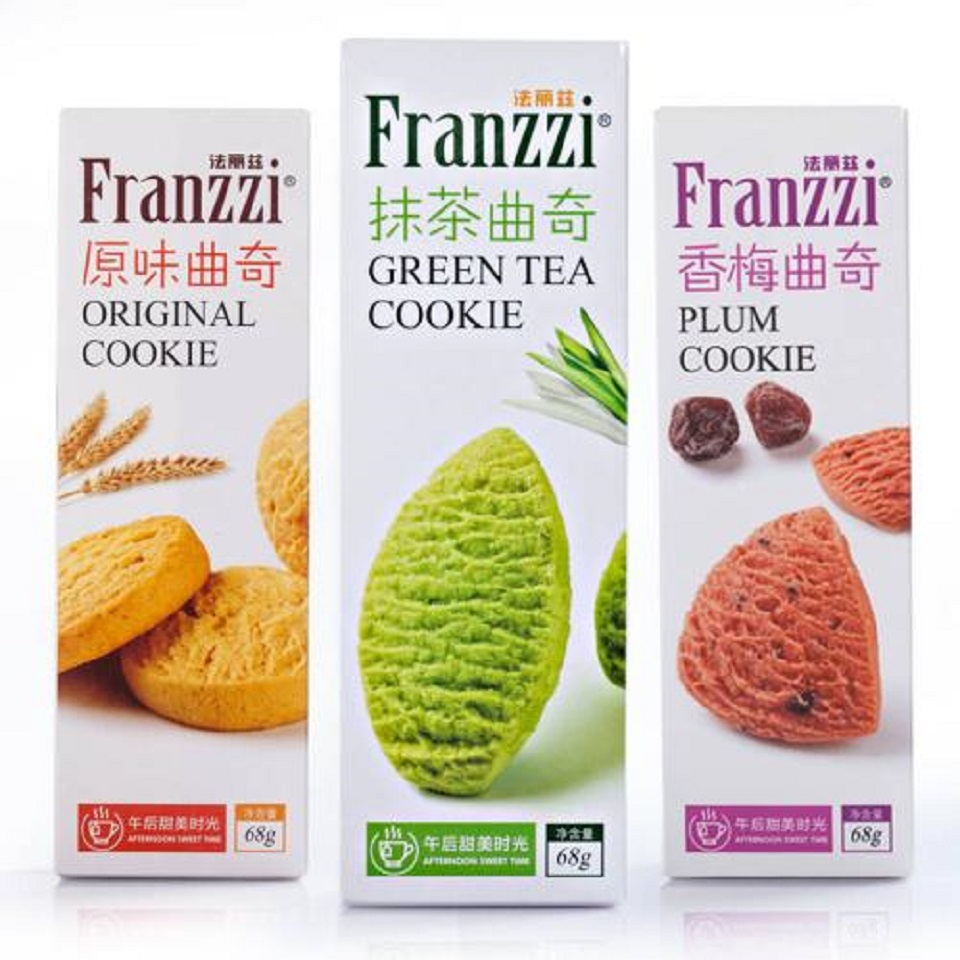 法丽兹
Franzzi®
原味曲奇
ORIGINAL
COOKIE
午后甜美时光
AFTERNOON SWEET TIME
净含量
68g
法丽兹
Franzzi®
抹茶曲奇
GREEN TEA
COOKIE
午后甜美时光
AFTERNOON SWEET TIME
净含量
68g
法丽兹
Franzzi®
香梅曲奇
PLUM
COOKIE
午后甜美时光
AFTERNOON SWEET TIME
净含量
68g